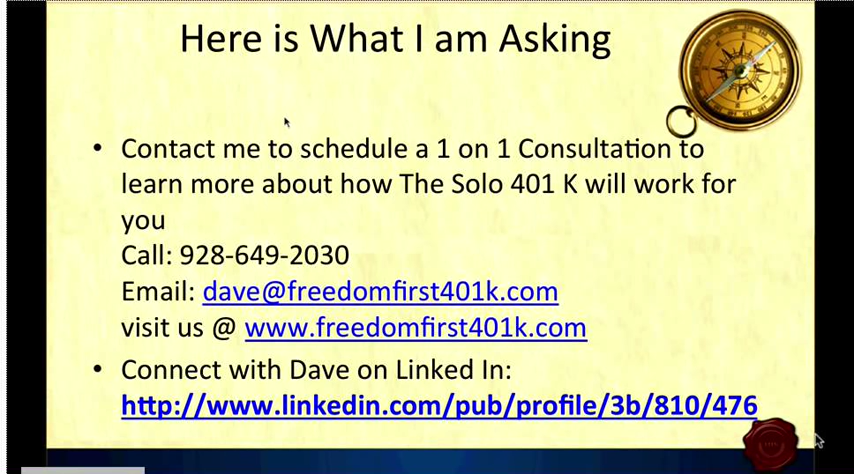 Here is What I am Asking
• Contact me to schedule a 1 on 1 Consultation to
learn more about how The Solo 401 K will work for
you
Call: 928-649-2030
Email: dave@freedomfirst401k.com
visit us @ www.freedomfirst401k.com
• Connect with Dave on Linked In:
http://www.linkedin.com/pub/profile/3b/810/476